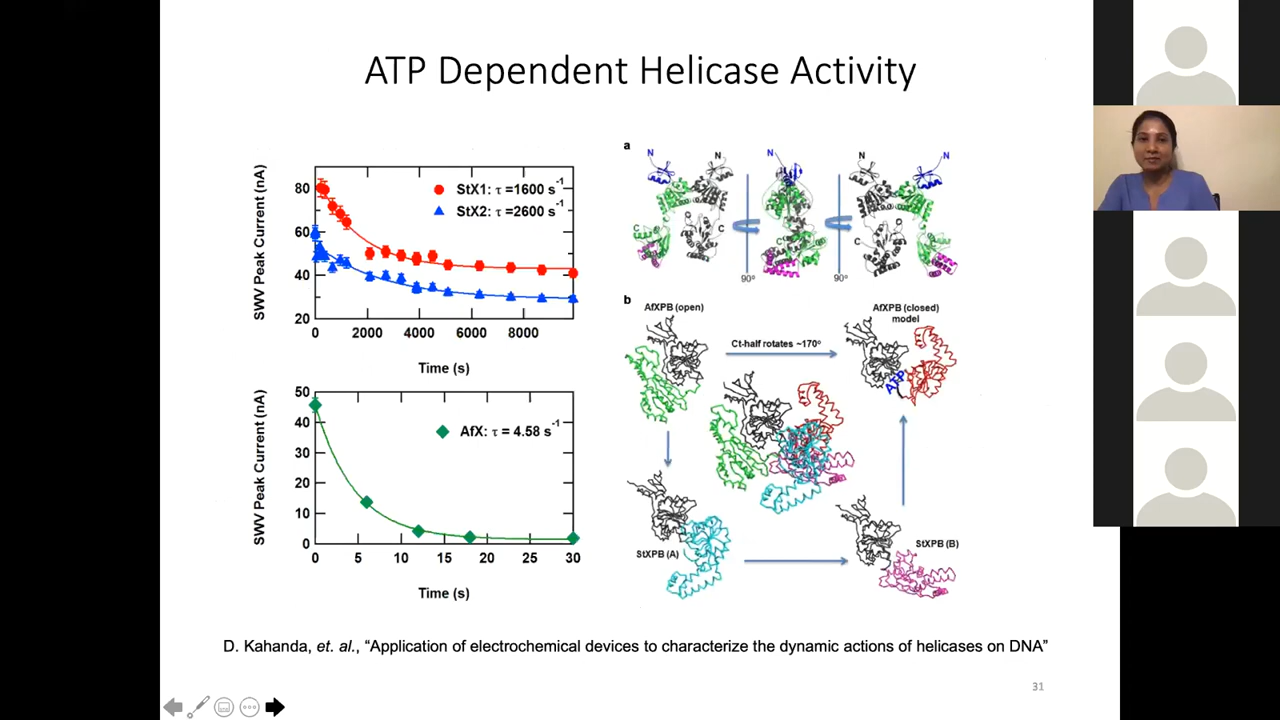 ATP Dependent Helicase Activity
SWV Peak Current (nA)
80
60
40
20
StX1: τ =1600 s⁻¹
StX2: τ =2600 s⁻¹
0
2000
4000
6000
8000
Time (s)
SWV Peak Current (nA)
50
40
30
20
10
0
AfX: τ = 4.58 s⁻¹
0
5
10
15
20
25
30
Time (s)
a
N
N
N
N
N
C
C
C
C
C
90°
90°
b
AfXPB (open)
AfXPB (closed)
model
Ct-half rotates ~170°
ATP
StXPB (A)
StXPB (B)
D. Kahanda, et. al., “Application of electrochemical devices to characterize the dynamic actions of helicases on DNA”
31